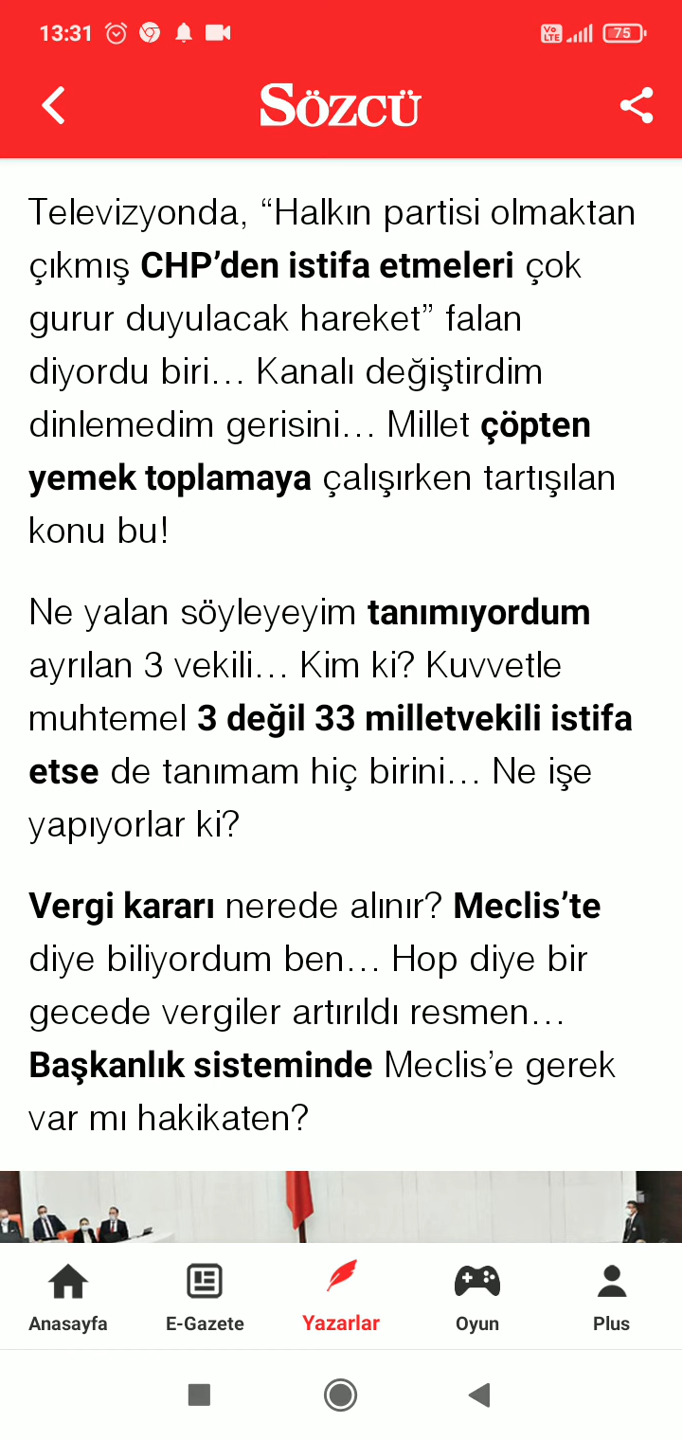 13:31
Vo LTE
75
SÖZCÜ
Televizyonda, “Halkın partisi olmaktan
çıkmış CHP’den istifa etmeleri çok
gurur duyulacak hareket” falan
diyordu biri... Kanalı değiştirdim
dinlemedim gerisini... Millet çöpten
yemek toplamaya çalışırken tartışılan
konu bu!
Ne yalan söyleyeyim tanımıyordum
ayrılan 3 vekili... Kim ki? Kuvvetle
muhtemel 3 değil 33 milletvekili istifa
etse de tanımam hiç birini... Ne işe
yapıyorlar ki?
Vergi kararı nerede alınır? Meclis’te
diye biliyordum ben... Hop diye bir
gecede vergiler artırıldı resmen...
Başkanlık sisteminde Meclis’e gerek
var mı hakikaten?
Anasayfa E-Gazete Yazarlar Oyun Plus